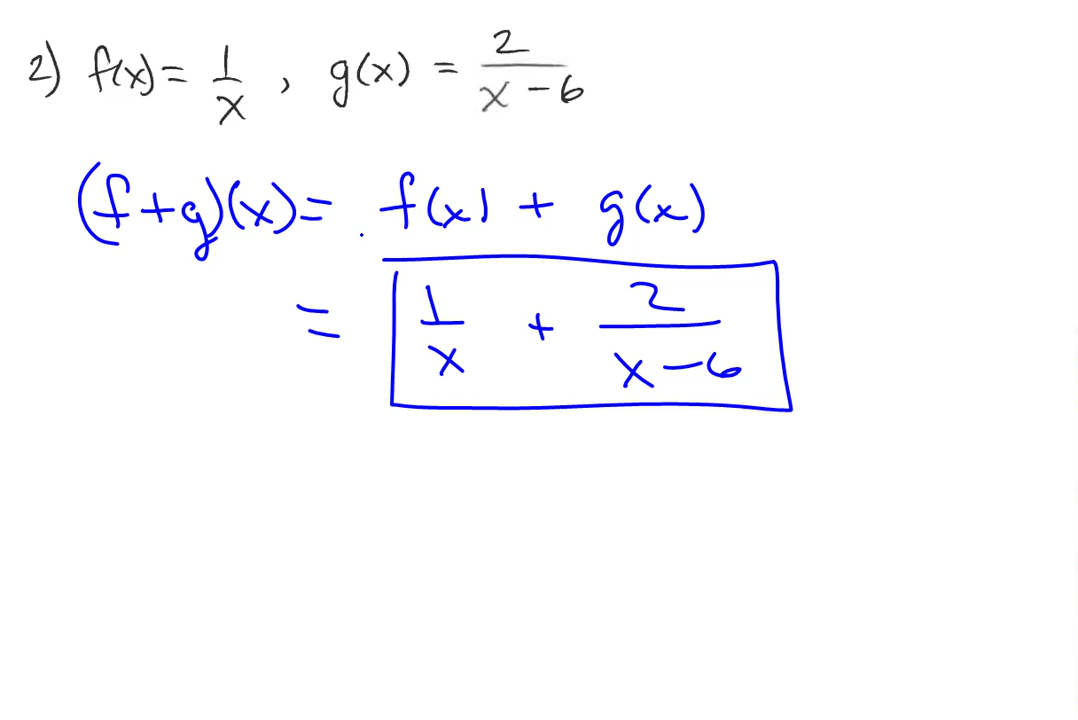 2) f(x) = 1/x , g(x) = 2/(x - 6)
(f+g)(x) = f(x) + g(x)
= 1/x + 2/(x-6)